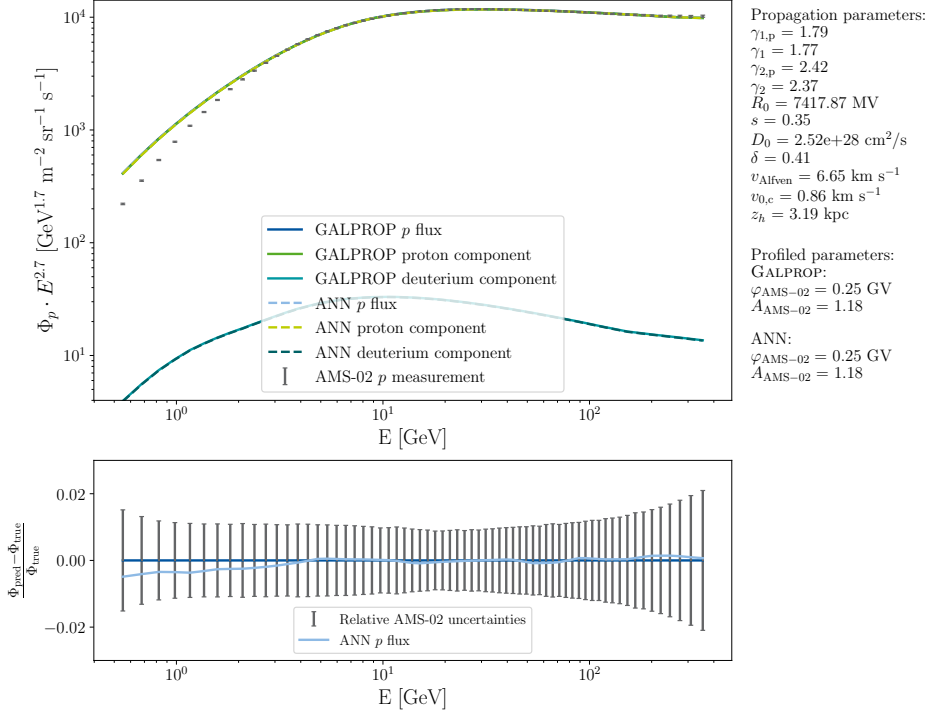 Φ_p · E^2.7 [GeV^1.7 m^−2 sr^−1 s^−1]
10^4
10^3
10^2
10^1
GALPROP p flux
GALPROP proton component
GALPROP deuterium component
ANN p flux
ANN proton component
ANN deuterium component
AMS-02 p measurement
10^0
10^1
10^2
E [GeV]
Propagation parameters:
γ_1,p = 1.79
γ_1 = 1.77
γ_2,p = 2.42
γ_2 = 2.37
R_0 = 7417.87 MV
s = 0.35
D_0 = 2.52e+28 cm^2/s
δ = 0.41
v_Alfven = 6.65 km s^−1
v_0,c = 0.86 km s^−1
z_h = 3.19 kpc
Profiled parameters:
GALPROP:
φ_AMS−02 = 0.25 GV
A_AMS−02 = 1.18
ANN:
φ_AMS−02 = 0.25 GV
A_AMS−02 = 1.18
Φ_pred−Φ_true
Φ_true
0.02
0.00
−0.02
Relative AMS-02 uncertainties
ANN p flux
10^0
10^1
10^2
E [GeV]